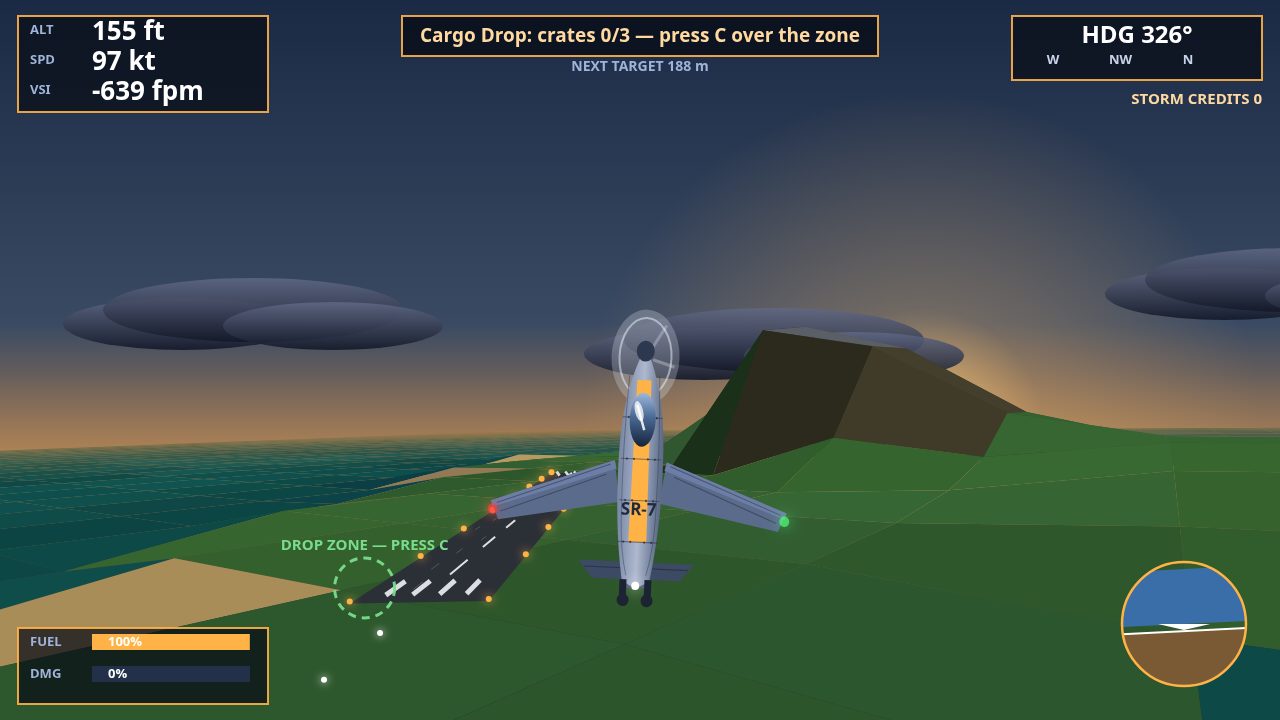 ALT 155 ft
SPD 97 kt
VSI -639 fpm
Cargo Drop: crates 0/3 — press C over the zone
NEXT TARGET 188 m
HDG 326°
W NW N
STORM CREDITS 0
SR-7
DROP ZONE — PRESS C
FUEL 100%
DMG 0%